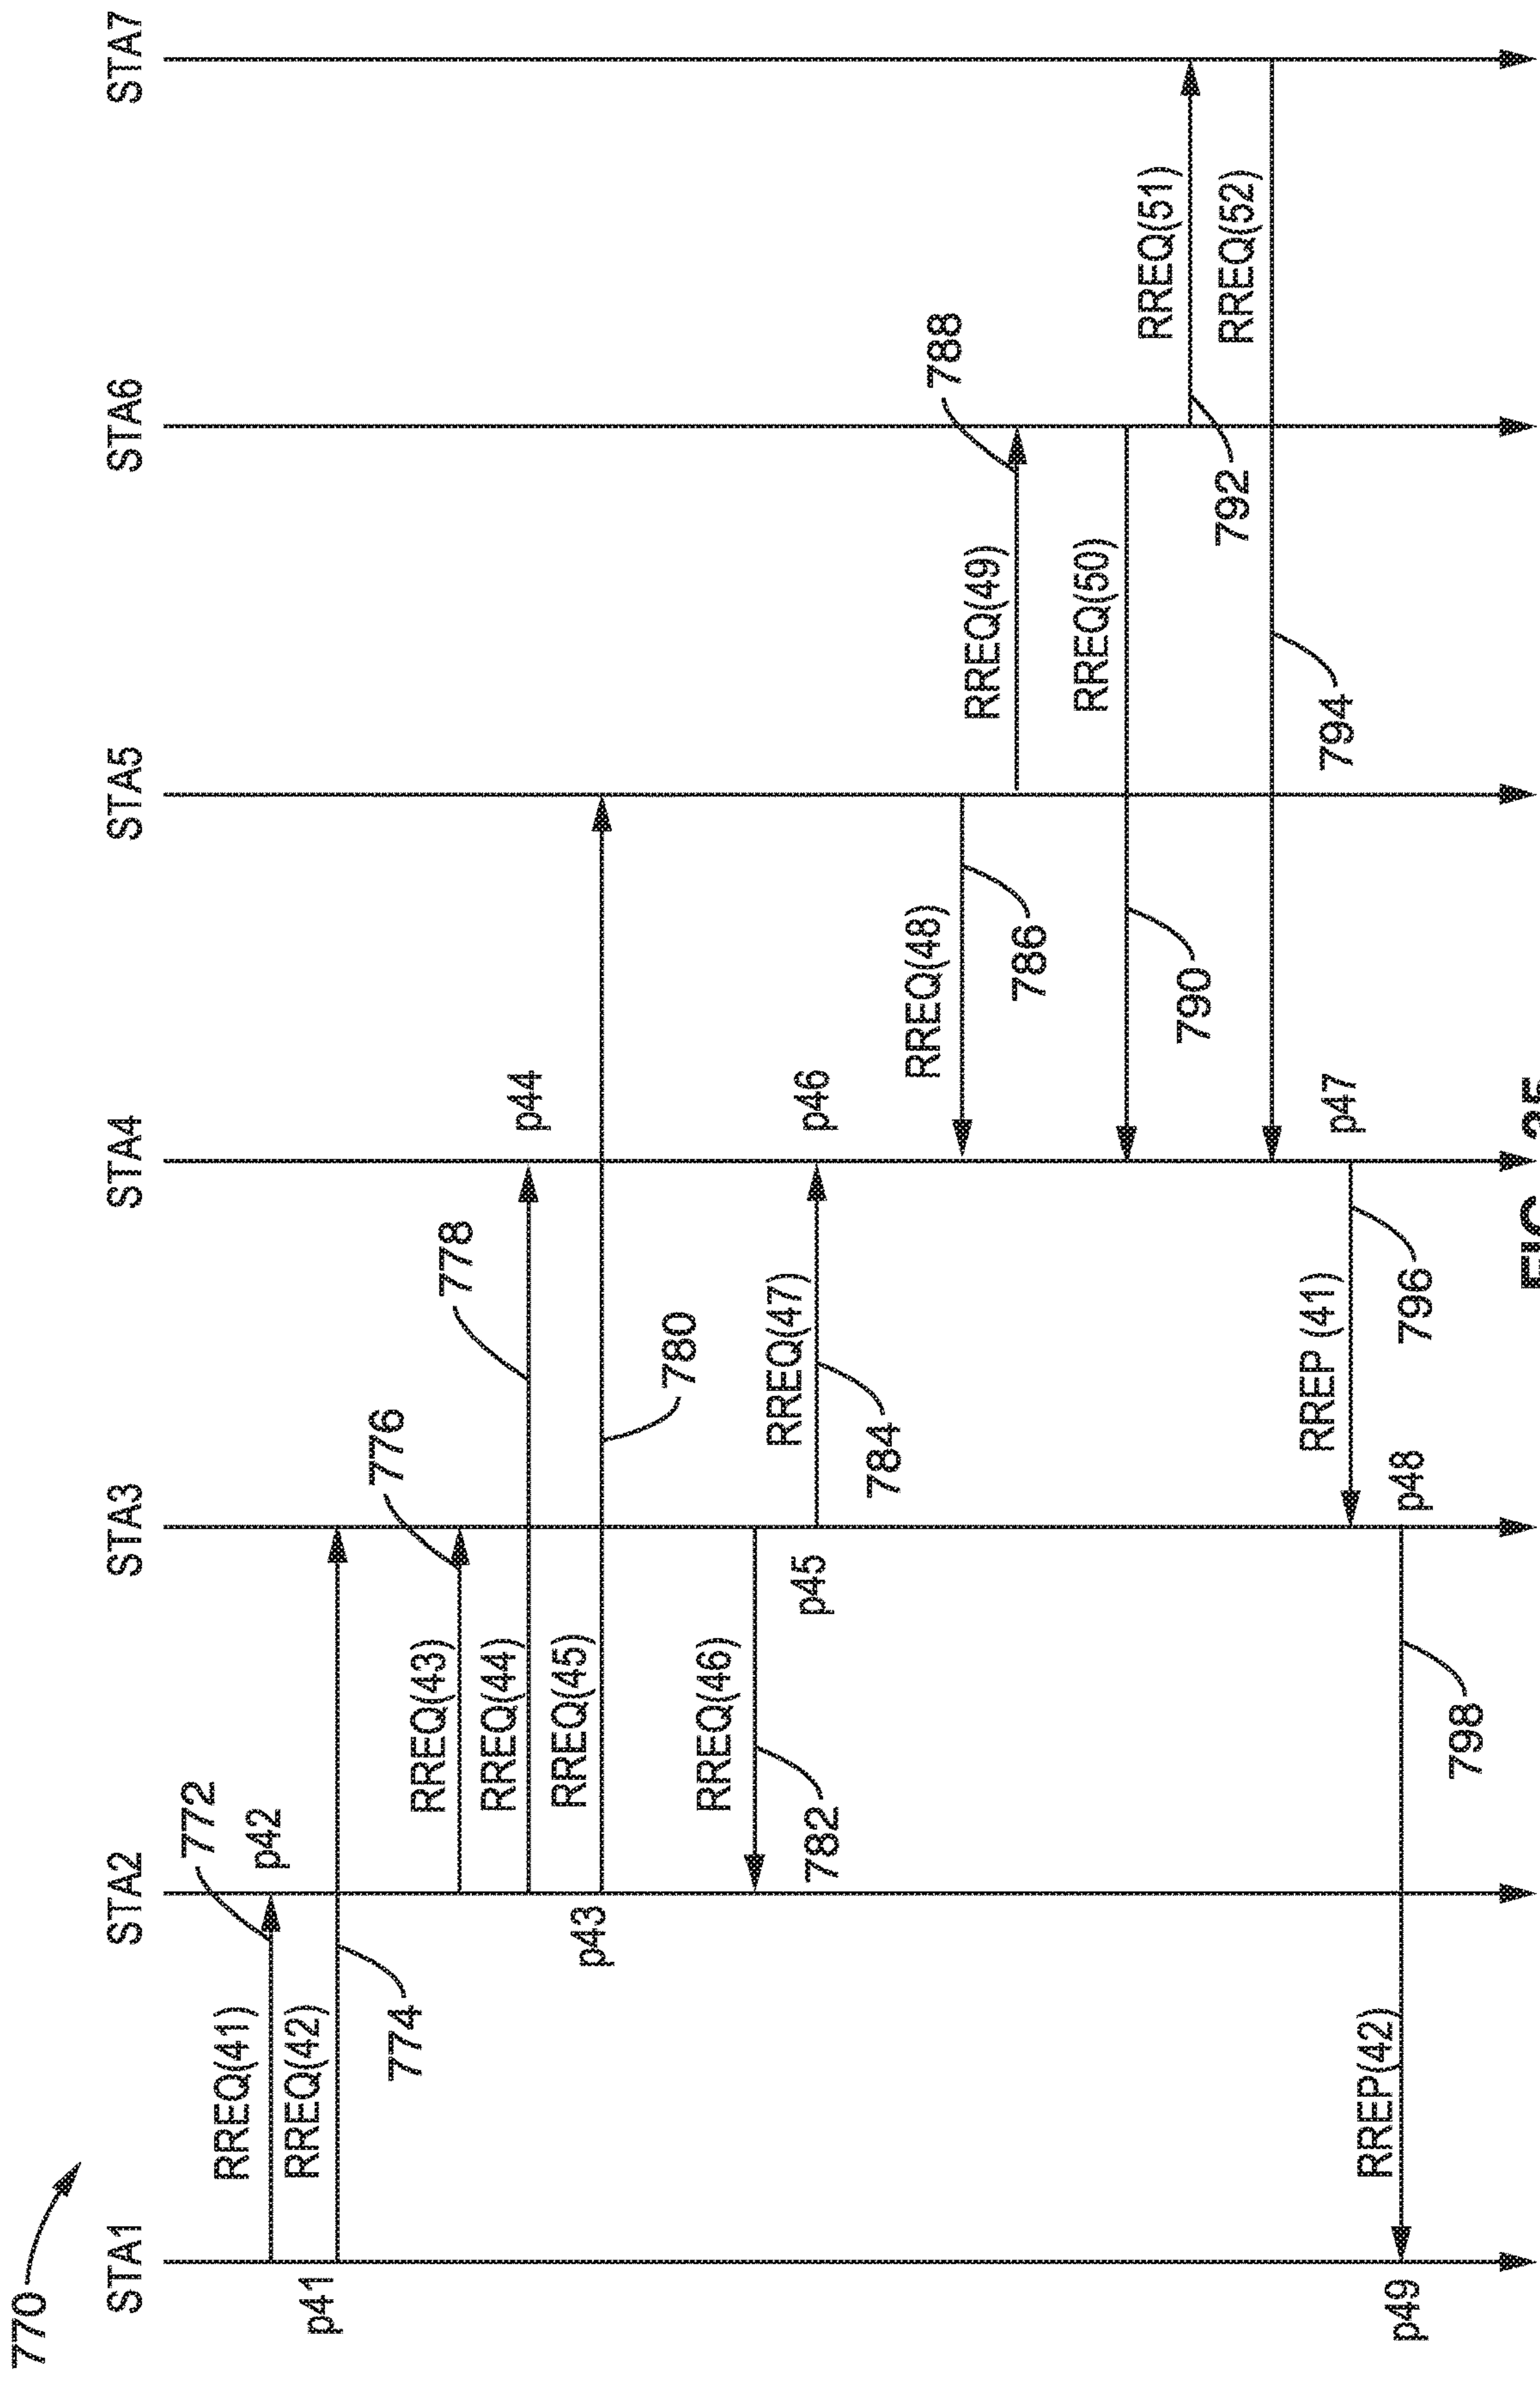 770
STA1
STA2
STA3
STA4
STA5
STA6
STA7
772
RREQ(41)
p42
RREQ(42)
p41
774
776
RREQ(43)
778
RREQ(44)
p44
RREQ(45)
p43
780
RREQ(46)
782
p45
RREQ(47)
p46
784
RREQ(48)
786
788
RREQ(49)
RREQ(50)
790
RREQ(51)
792
RREQ(52)
794
p47
RREP (41)
796
p48
RREP(42)
p49
798